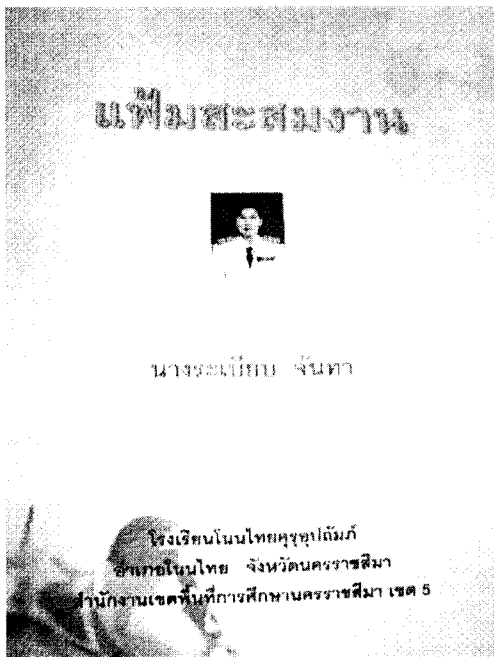 แฟ้มสะสมงาน
นางระเบียบ จันทา
โรงเรียนโนนไทยคุรุอุปถัมภ์
อำเภอโนนไทย จังหวัดนครราชสีมา
สำนักงานเขตพื้นที่การศึกษานครราชสีมา เขต 5